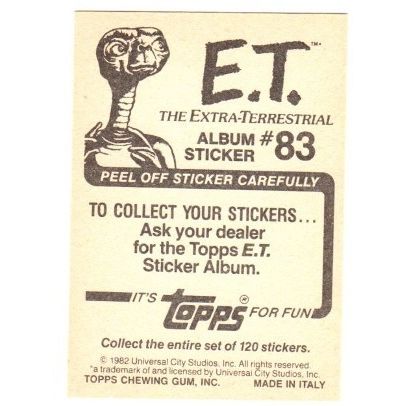 E.T.™*
THE EXTRA-TERRESTRIAL
ALBUM STICKER #83
PEEL OFF STICKER CAREFULLY
TO COLLECT YOUR STICKERS...
Ask your dealer
for the Topps E.T.
Sticker Album.
IT'S Topps® FOR FUN
Collect the entire set of 120 stickers.
© 1982 Universal City Studios, Inc. All rights reserved.
*a trademark of and licensed by Universal City Studios, Inc.
TOPPS CHEWING GUM, INC. MADE IN ITALY